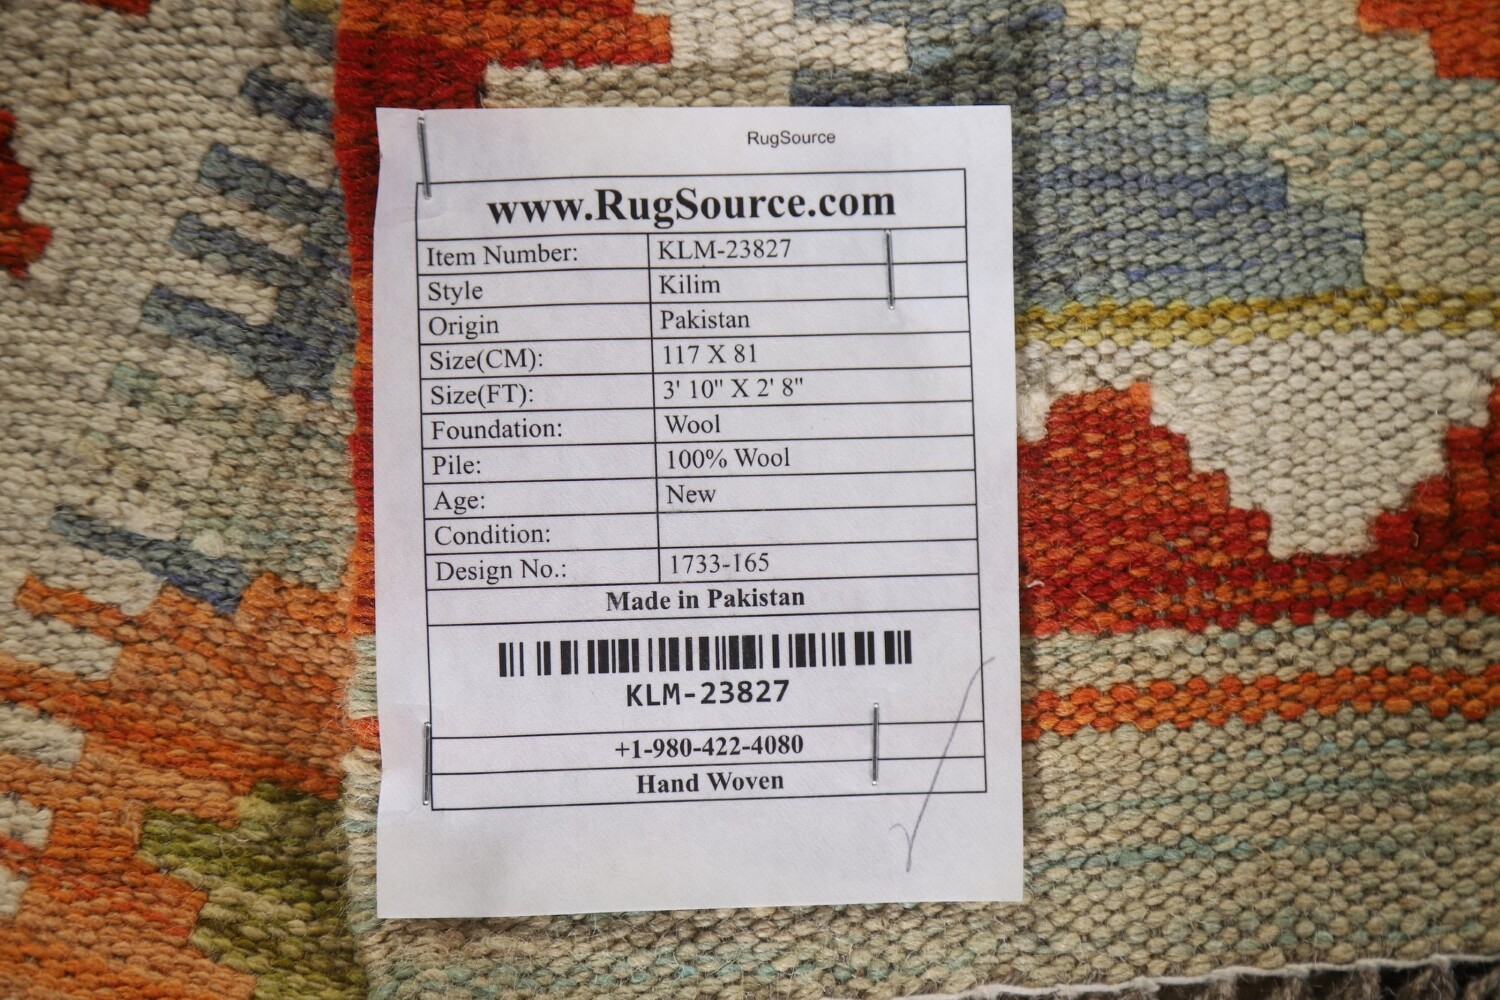 RugSource
www.RugSource.com
Item Number: KLM-23827
Style Kilim
Origin Pakistan
Size(CM): 117 X 81
Size(FT): 3' 10" X 2' 8"
Foundation: Wool
Pile: 100% Wool
Age: New
Condition:
Design No.: 1733-165
Made in Pakistan
KLM-23827
+1-980-422-4080
Hand Woven